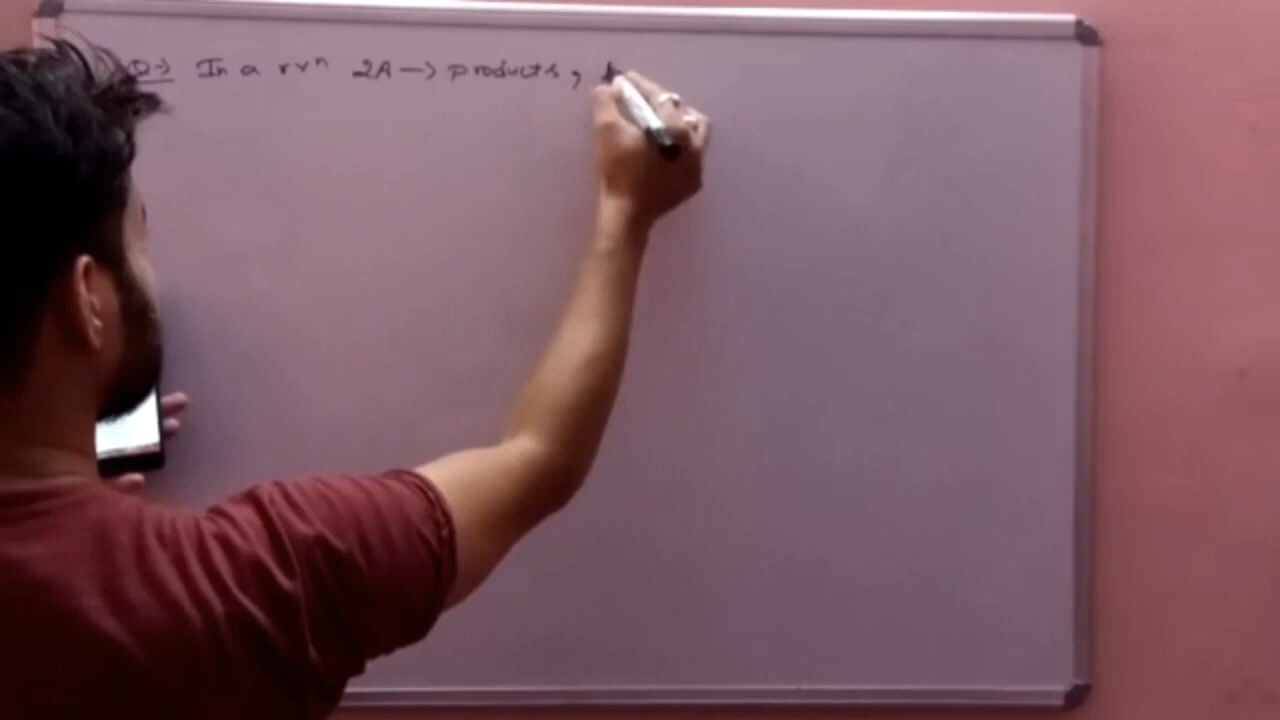 Q→ In a rxⁿ 2A → products,